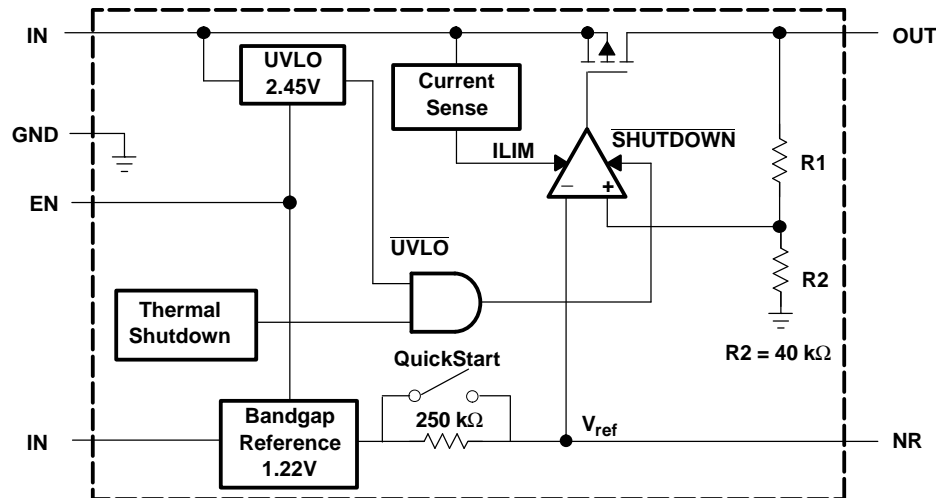 IN
OUT
UVLO
2.45V
Current
Sense
GND
SHUTDOWN
ILIM
R1
− +
EN
UVLO
R2
Thermal
Shutdown
R2 = 40 kΩ
QuickStart
Bandgap
Reference
1.22V
250 kΩ
IN
Vref
NR